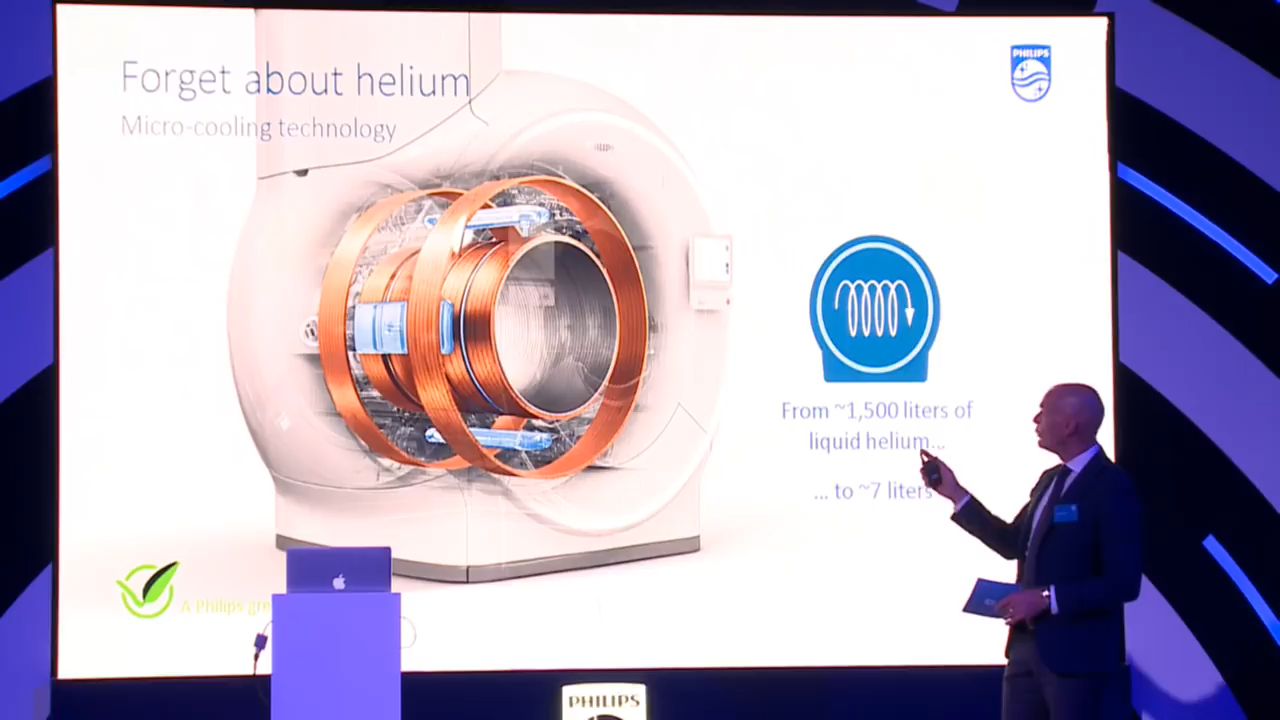 Forget about helium
Micro-cooling technology
PHILIPS
From ~1,500 liters of
liquid helium...
... to ~7 liters
A Philips
PHILIPS